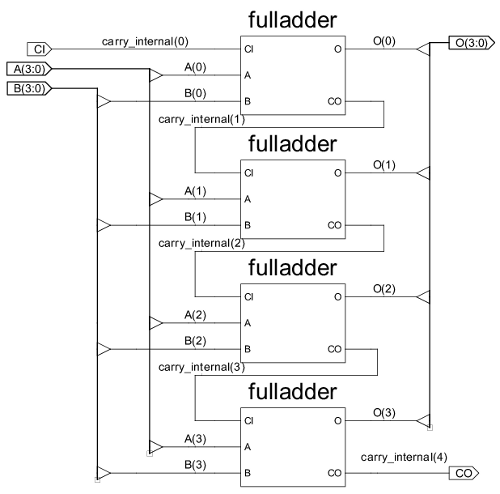 fulladder
carry_internal(0)
O(0)
CI
CI
O
O(3:0)
A(3:0)
A(0)
A
B(3:0)
B(0)
B
CO
carry_internal(1)
fulladder
CI
O
O(1)
A(1)
A
B(1)
B
CO
carry_internal(2)
fulladder
CI
O
O(2)
A(2)
A
B(2)
B
CO
carry_internal(3)
fulladder
CI
O
O(3)
A(3)
A
carry_internal(4)
B(3)
B
CO
CO